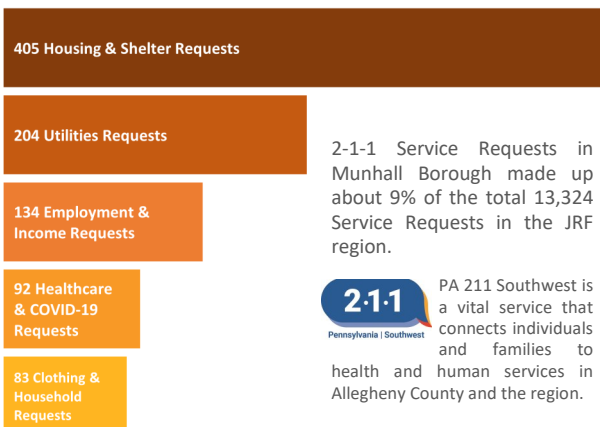 405 Housing & Shelter Requests
204 Utilities Requests
134 Employment &
Income Requests
92 Healthcare
& COVID-19
Requests
83 Clothing &
Household
Requests
2-1-1 Service Requests in
Munhall Borough made up
about 9% of the total 13,324
Service Requests in the JRF
region.
2·1·1
Pennsylvania | Southwest
PA 211 Southwest is
a vital service that
connects individuals
and families to
health and human services in
Allegheny County and the region.